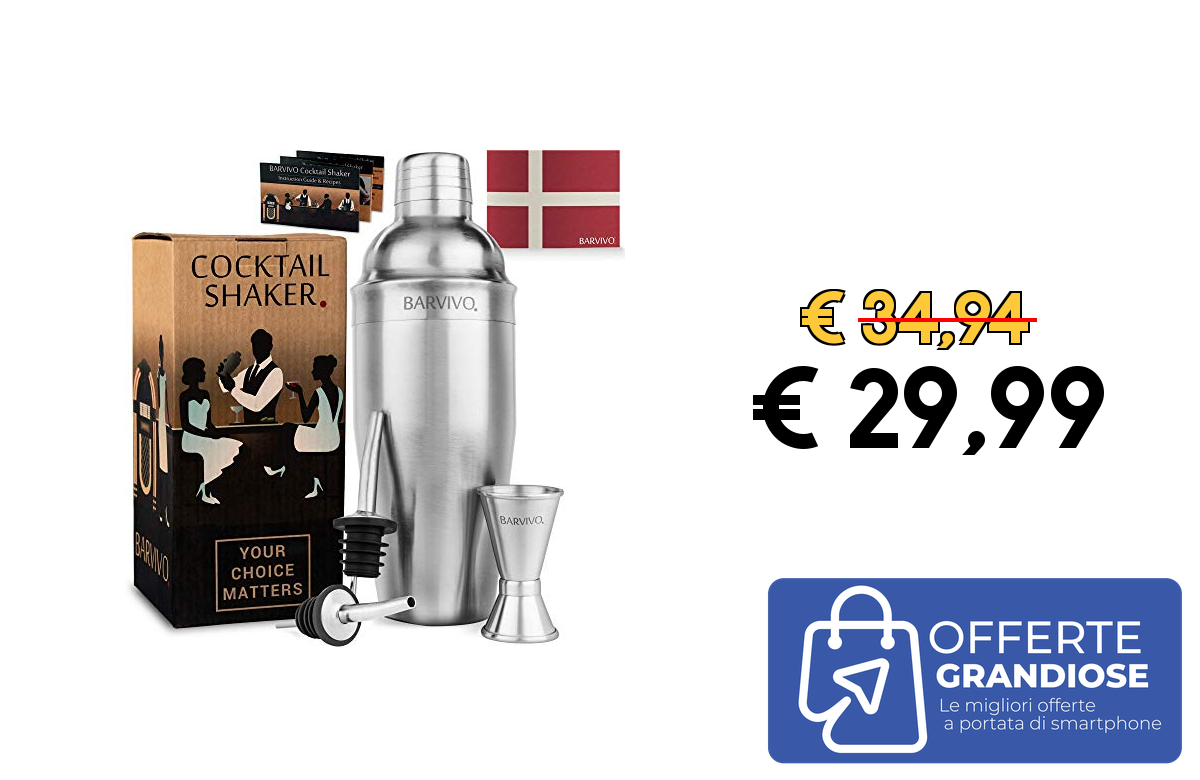 BARVIVO Cocktail Shaker
Instruction Guide & Recipes
BARVIVO
COCKTAIL
SHAKER.
BARVIVO.
€ 34,94
€ 29,99
BARVIVO.
BARVIVO
YOUR
CHOICE
MATTERS
OFFERTE
GRANDIOSE
Le migliori offerte
a portata di smartphone